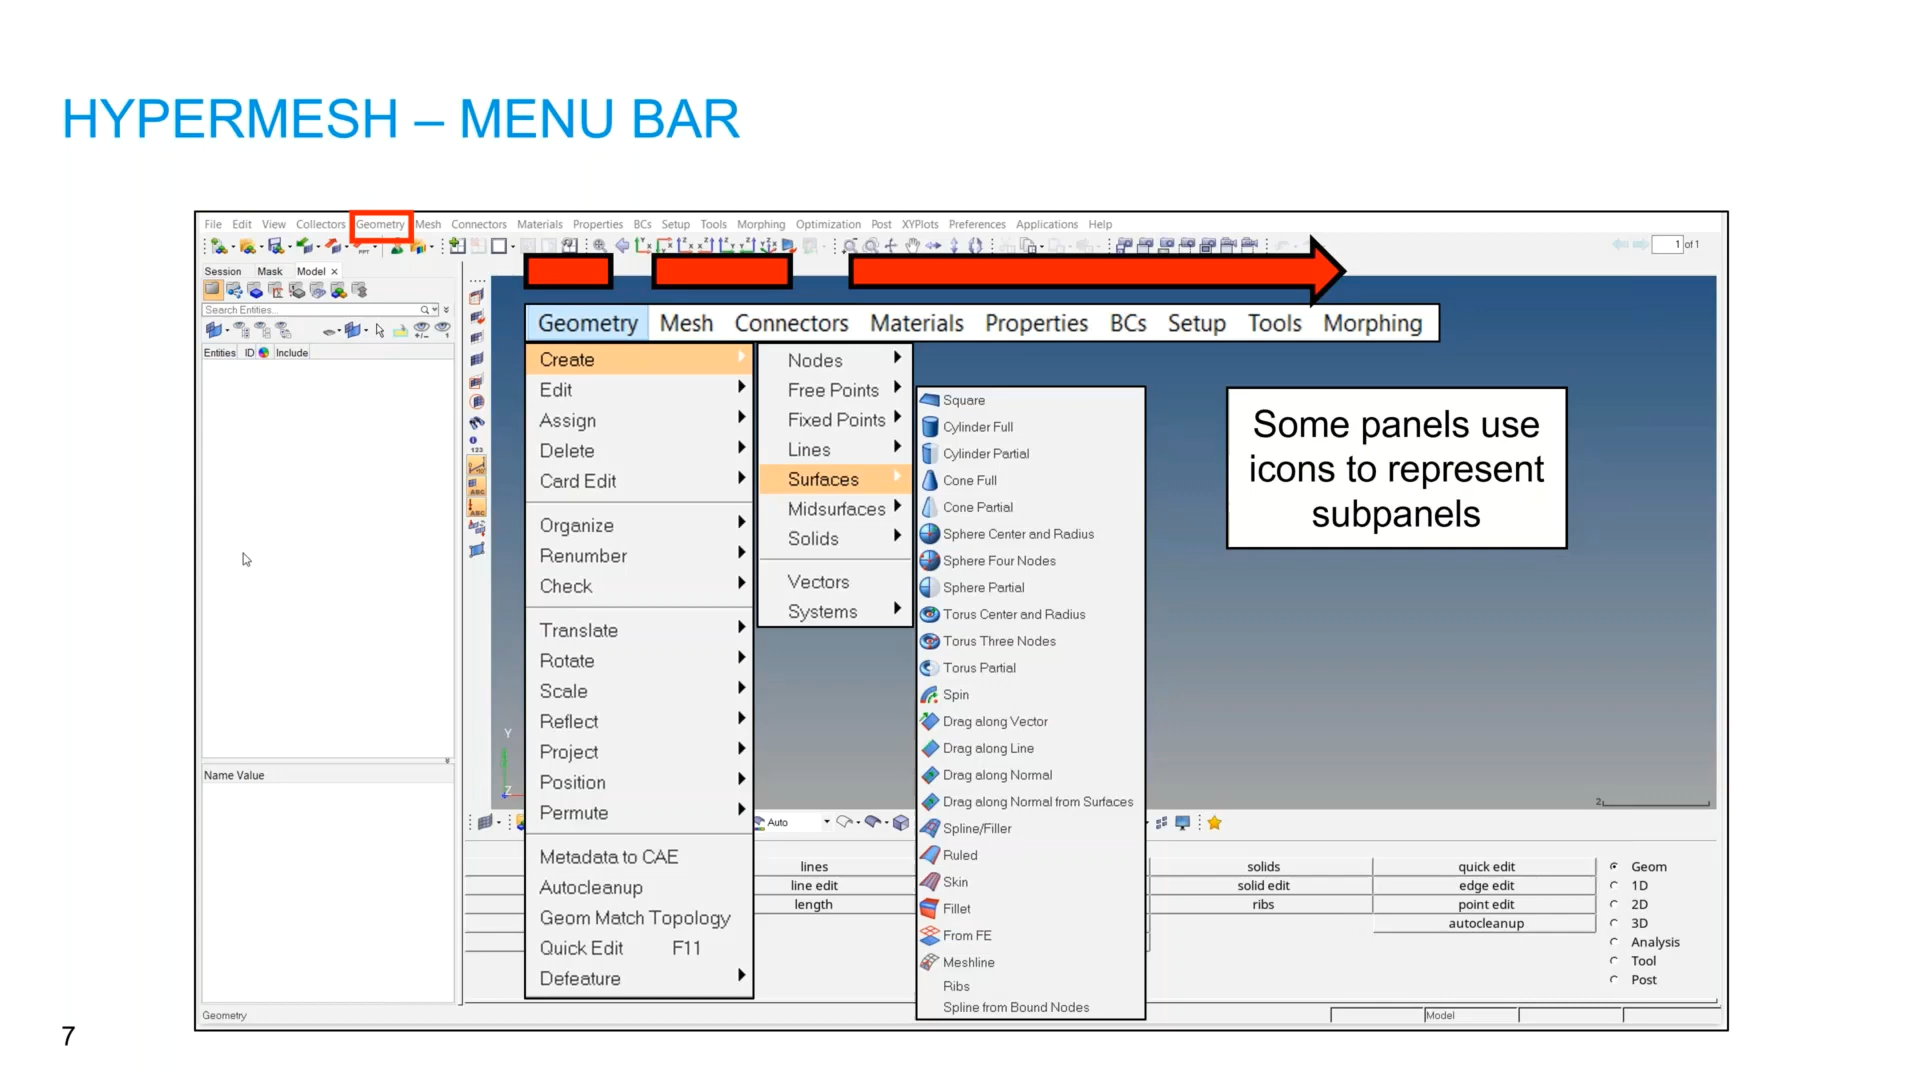 HYPERMESH – MENU BAR
File Edit View Collectors Geometry Mesh Connectors Materials Properties BCs Setup Tools Morphing Optimization Post XYPlots Preferences Applications Help
1 of 1
Session Mask Model
Search Entities...
Entities ID Include
Geometry Mesh Connectors Materials Properties BCs Setup Tools Morphing
Create
Edit
Assign
Delete
Card Edit
Organize
Renumber
Check
Translate
Rotate
Scale
Reflect
Project
Position
Permute
Metadata to CAE
Autocleanup
Geom Match Topology
Quick Edit F11
Defeature
Nodes
Free Points
Fixed Points
Lines
Surfaces
Midsurfaces
Solids
Vectors
Systems
Square
Cylinder Full
Cylinder Partial
Cone Full
Cone Partial
Sphere Center and Radius
Sphere Four Nodes
Sphere Partial
Torus Center and Radius
Torus Three Nodes
Torus Partial
Spin
Drag along Vector
Drag along Line
Drag along Normal
Drag along Normal from Surfaces
Spline/Filler
Ruled
Skin
Fillet
From FE
Meshline
Ribs
Spline from Bound Nodes
Some panels use
icons to represent
subpanels
123
ABC
ABC
Y
Z
2
Name Value
Auto
lines solids quick edit Geom
line edit solid edit edge edit 1D
length ribs point edit 2D
autocleanup 3D
Analysis
Tool
Post
Geometry
Model
7